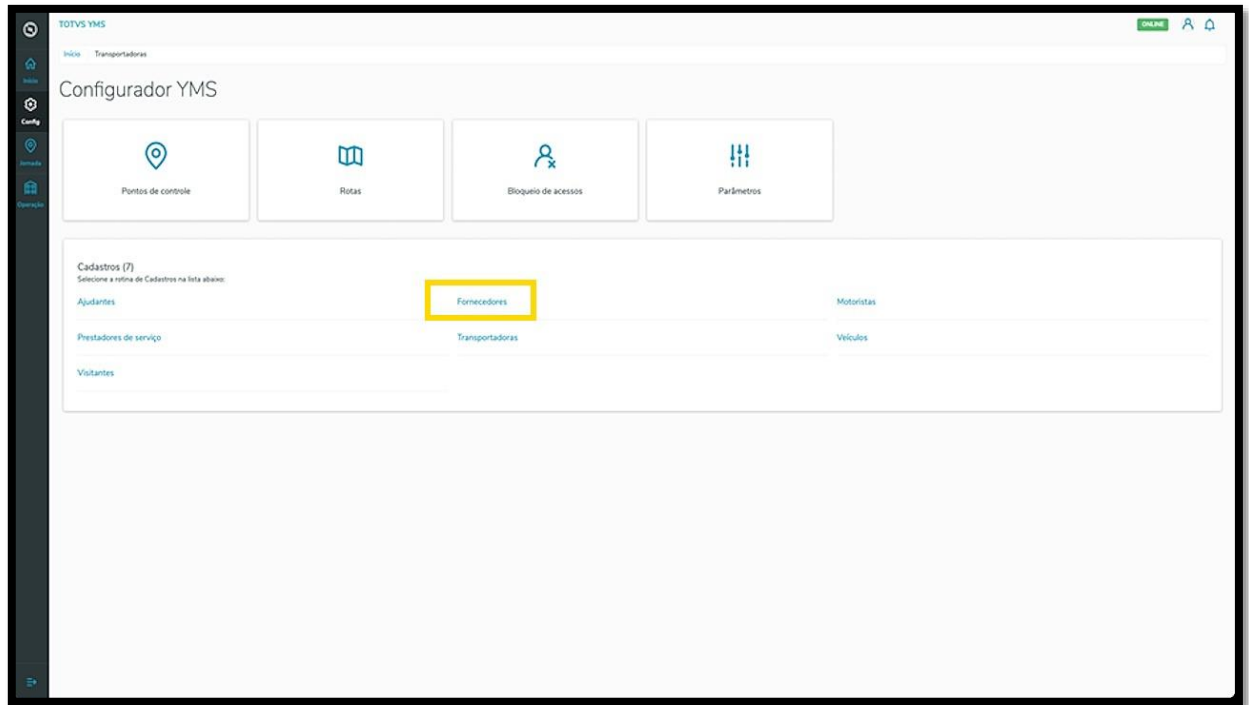 TOTVS YMS
ONLINE
Início Transportadoras
Início
Config
Jornada
Operação
Configurador YMS
Pontos de controle
Rotas
Bloqueio de acessos
Parâmetros
Cadastros (7)
Selecione a rotina de Cadastros na lista abaixo:
Ajudantes
Fornecedores
Motoristas
Prestadores de serviço
Transportadoras
Veículos
Visitantes